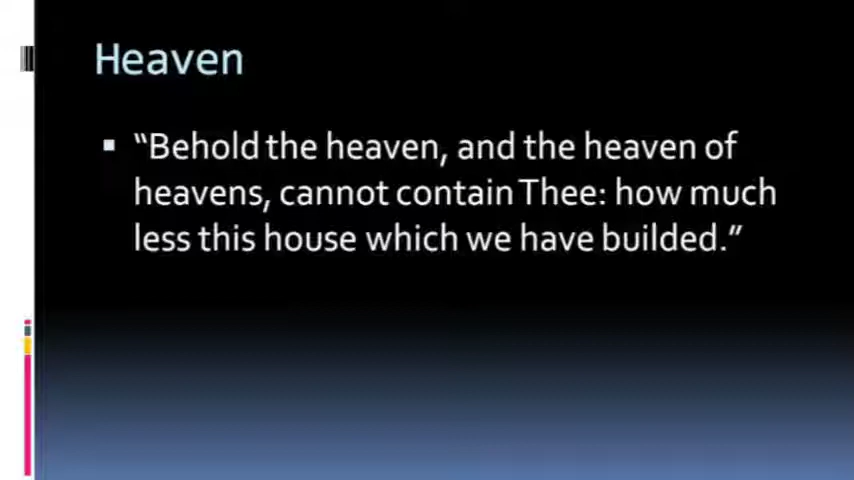 Heaven
“Behold the heaven, and the heaven of
heavens, cannot contain Thee: how much
less this house which we have builded.”